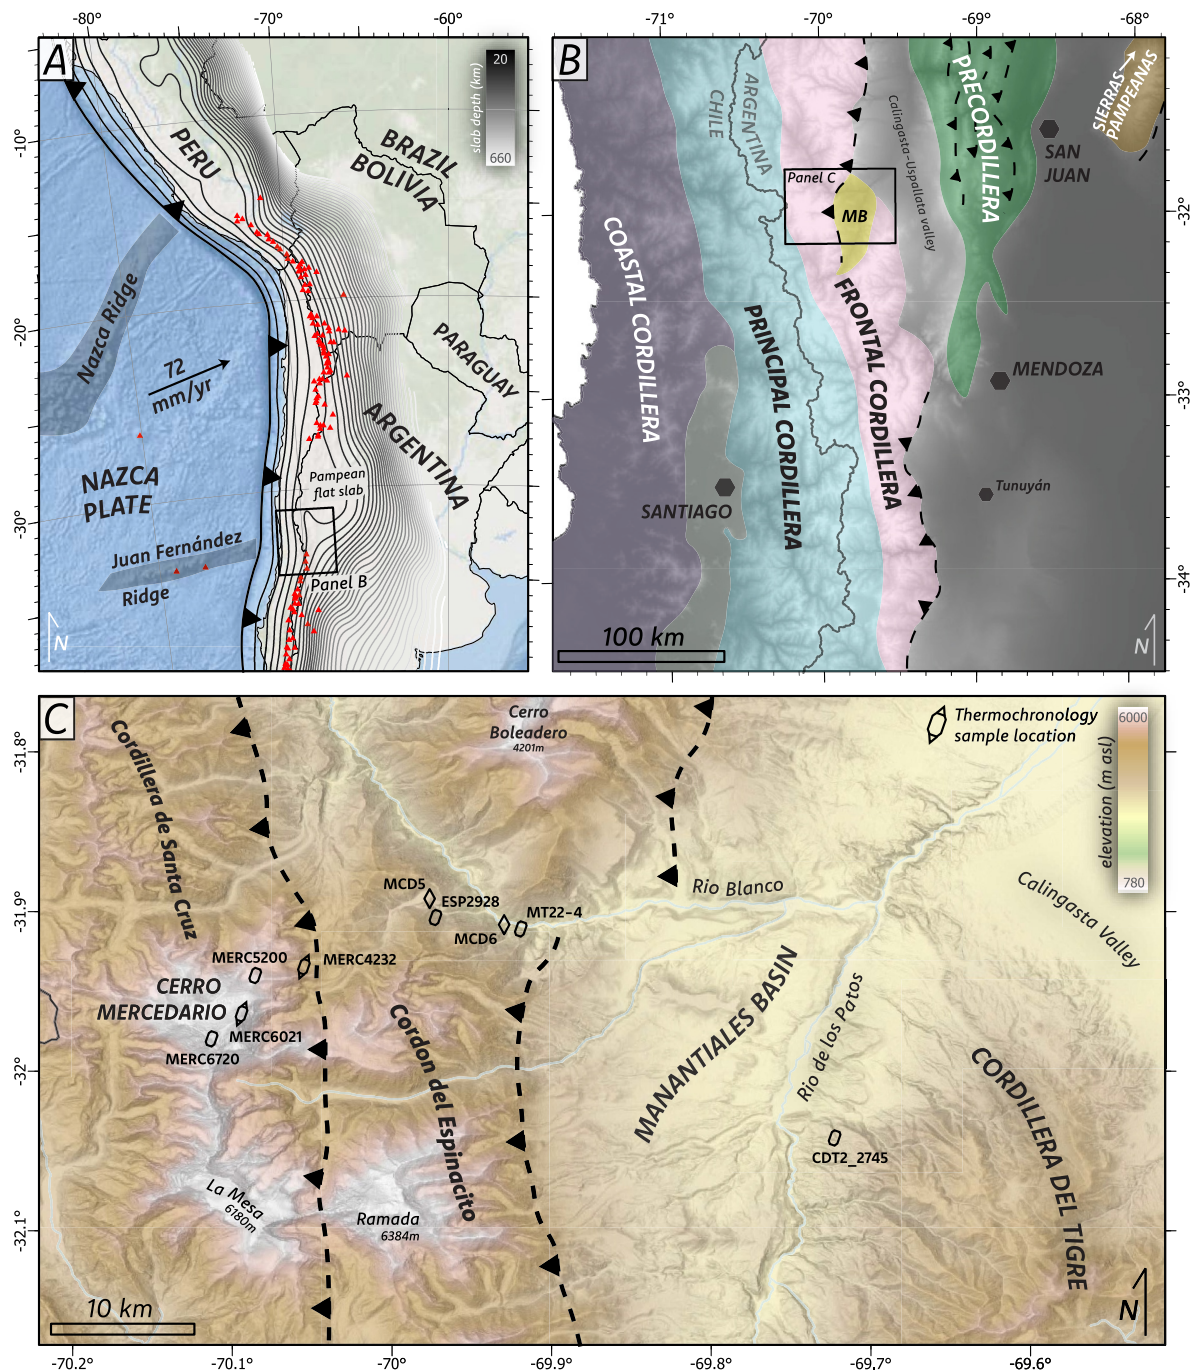 -80°
-70°
-60°
-71°
-70°
-69°
-68°
A
20
slab depth (km)
660
-10°
-20°
-30°
PERU
BRAZIL
BOLIVIA
PARAGUAY
ARGENTINA
Nazca Ridge
72
mm/yr
NAZCA
PLATE
Pampean
flat slab
Juan Fernández
Ridge
Panel B
N
B
COASTAL CORDILLERA
CHILE
ARGENTINA
PRINCIPAL CORDILLERA
FRONTAL CORDILLERA
Panel C
MB
Calingasta-Uspallata valley
PRECORDILLERA
SIERRAS
PAMPEANAS
SAN
JUAN
MENDOZA
Tunuyán
SANTIAGO
100 km
N
-32°
-33°
-34°
C
Cordillera de Santa Cruz
Cerro
Boleadero
4201m
Thermochronology
sample location
6000
elevation (m asl)
780
-31.8°
-31.9°
-32°
-32.1°
MCD5
ESP2928
MCD6
MT22-4
Rio Blanco
Calingasta Valley
MERC5200
MERC4232
CERRO
MERCEDARIO
MERC6021
MERC6720
Cordon del Espinacito
MANANTIALES BASIN
Rio de los Patos
CORDILLERA DEL TIGRE
CDT2_2745
La Mesa
6180m
Ramada
6384m
10 km
N
-70.2°
-70.1°
-70°
-69.9°
-69.8°
-69.7°
-69.6°